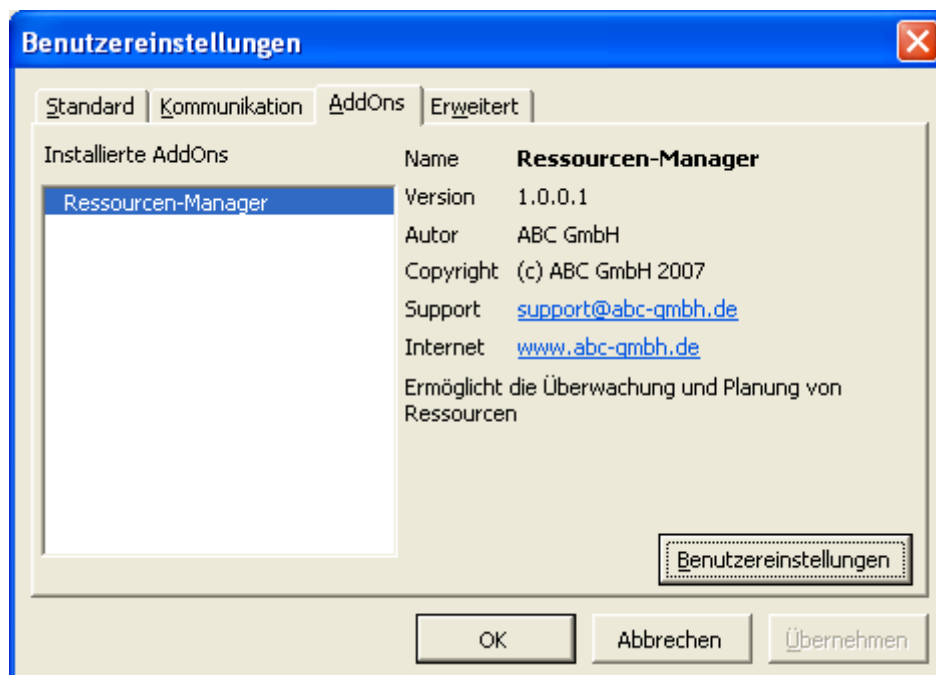 Benutzereinstellungen
Standard Kommunikation AddOns Erweitert
Installierte AddOns
Ressourcen-Manager
Name Ressourcen-Manager
Version 1.0.0.1
Autor ABC GmbH
Copyright (c) ABC GmbH 2007
Support support@abc-gmbh.de
Internet www.abc-gmbh.de
Ermöglicht die Überwachung und Planung von
Ressourcen
Benutzereinstellungen
OK Abbrechen Übernehmen